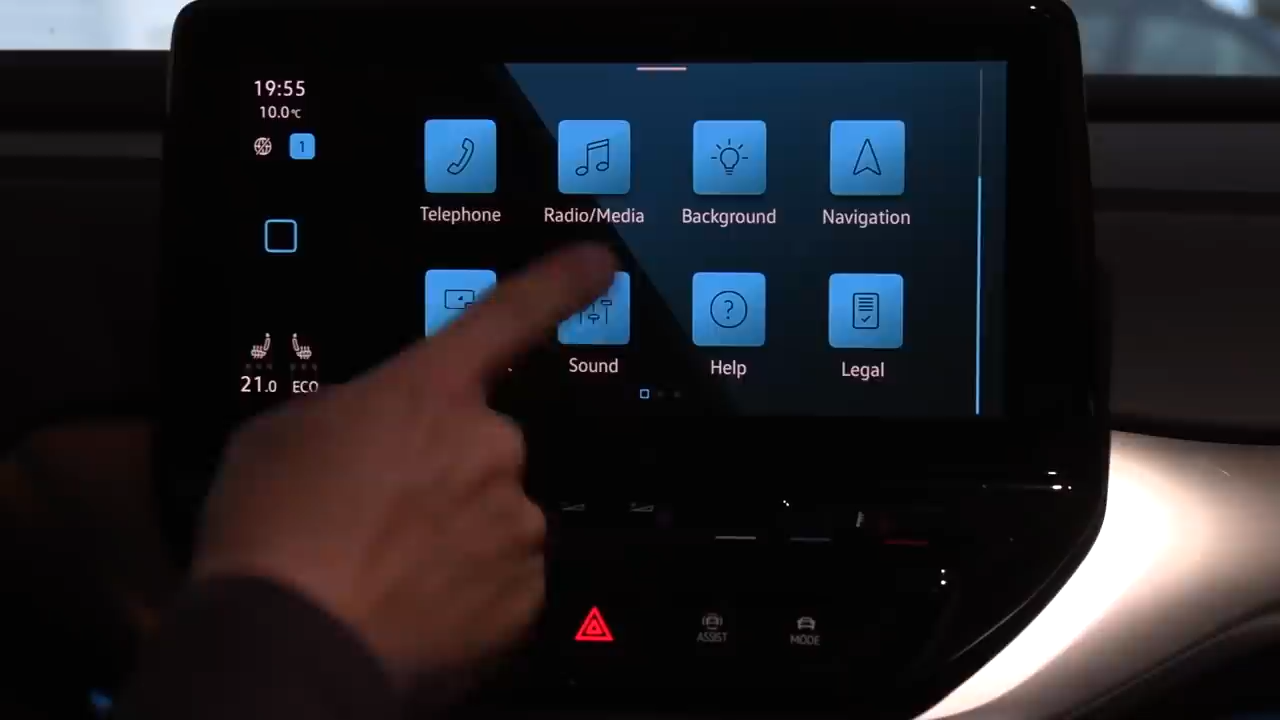 19:55
10.0°C
1
Telephone
Radio/Media
Background
Navigation
?
Sound
Help
Legal
21.0
ECO
ASSIST
MODE